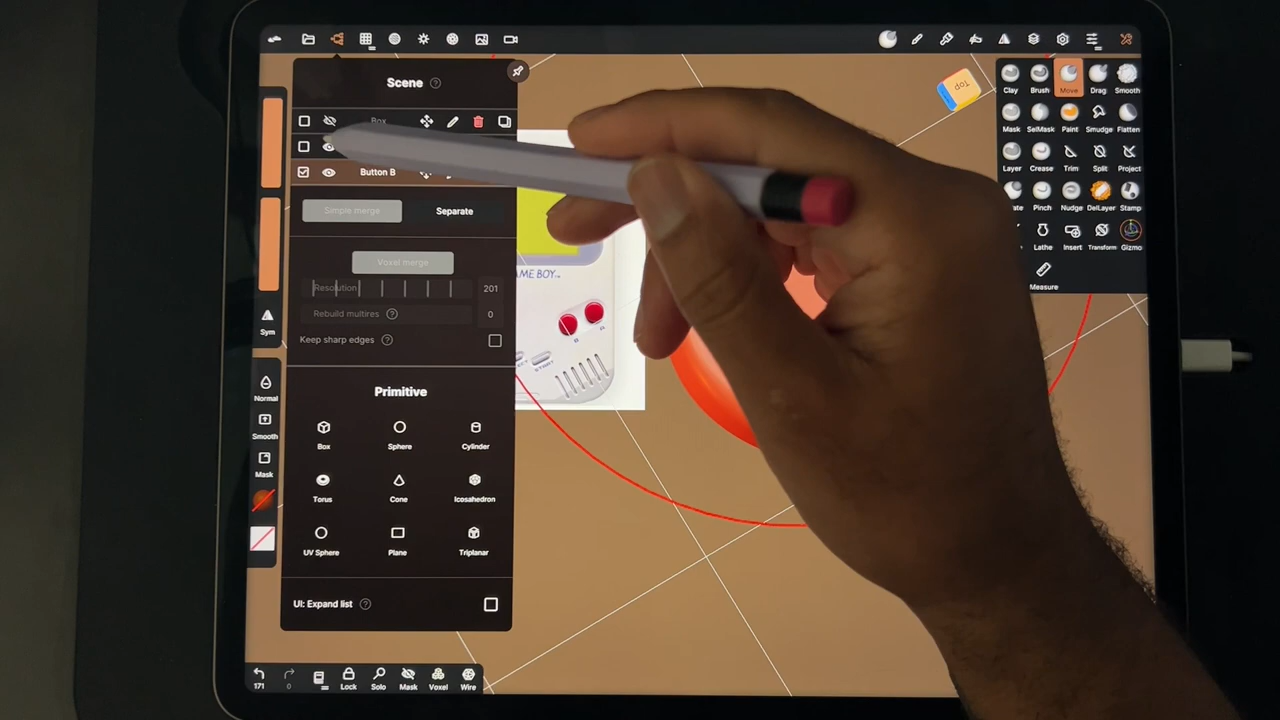 Scene
Box
Button B
Simple merge
Separate
Voxel merge
Resolution
201
Rebuild multires
0
Keep sharp edges
Primitive
Box
Sphere
Cylinder
Torus
Cone
Icosahedron
UV Sphere
Plane
Triplanar
UI: Expand list
Sym
Normal
Smooth
Mask
171
0
Lock
Solo
Mask
Voxel
Wire
AME BOY
START
B
A
Top
Clay
Brush
Move
Drag
Smooth
Mask
SelMask
Paint
Smudge
Flatten
Layer
Crease
Trim
Split
Project
ate
Pinch
Nudge
DelLayer
Stamp
Lathe
Insert
Transform
Gizmo
Measure